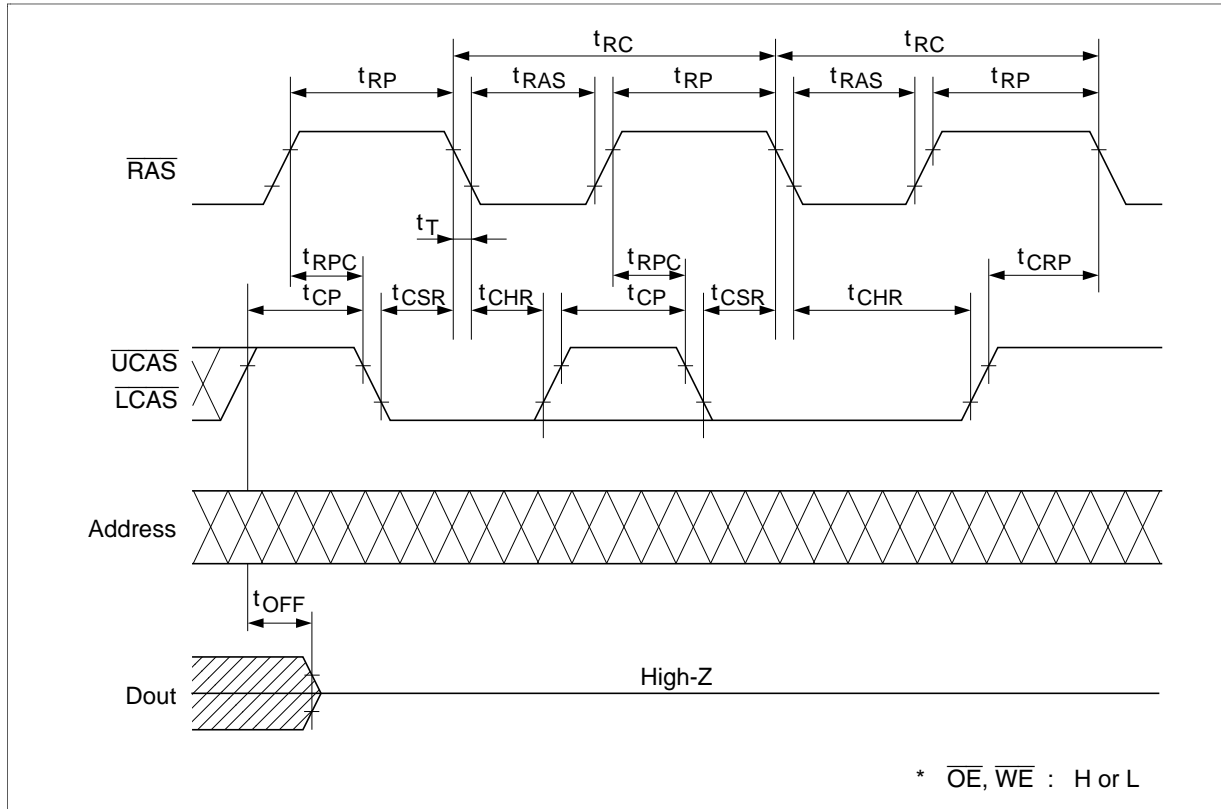 tRC tRC
tRP tRAS tRP tRAS tRP
RAS
tT
tRPC tRPC tCRP
tCP tCSR tCHR tCP tCSR tCHR
UCAS
LCAS
Address
tOFF
High-Z
Dout
* OE, WE : H or L